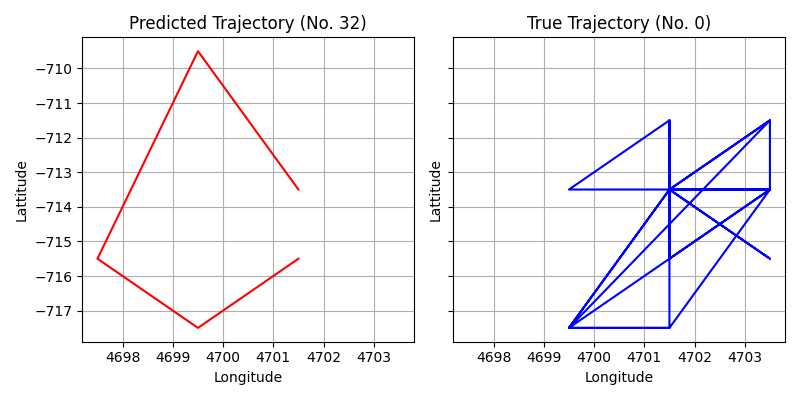 Predicted Trajectory (No. 32)
True Trajectory (No. 0)
Lattitude
−710
−711
−712
−713
−714
−715
−716
−717
4698 4699 4700 4701 4702 4703
Longitude
Lattitude
4698 4699 4700 4701 4702 4703
Longitude